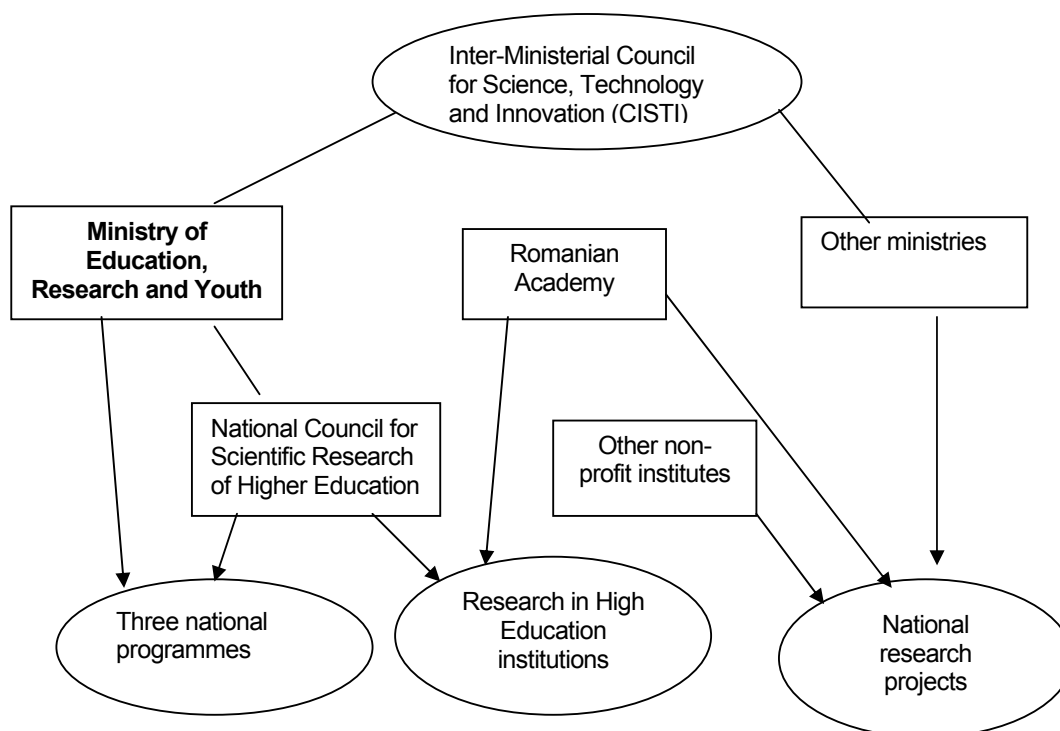 Inter-Ministerial Council
for Science, Technology
and Innovation (CISTI)
Ministry of
Education,
Research and Youth
Romanian
Academy
Other ministries
National Council for
Scientific Research
of Higher Education
Other non-
profit institutes
Three national
programmes
Research in High
Education
institutions
National
research
projects